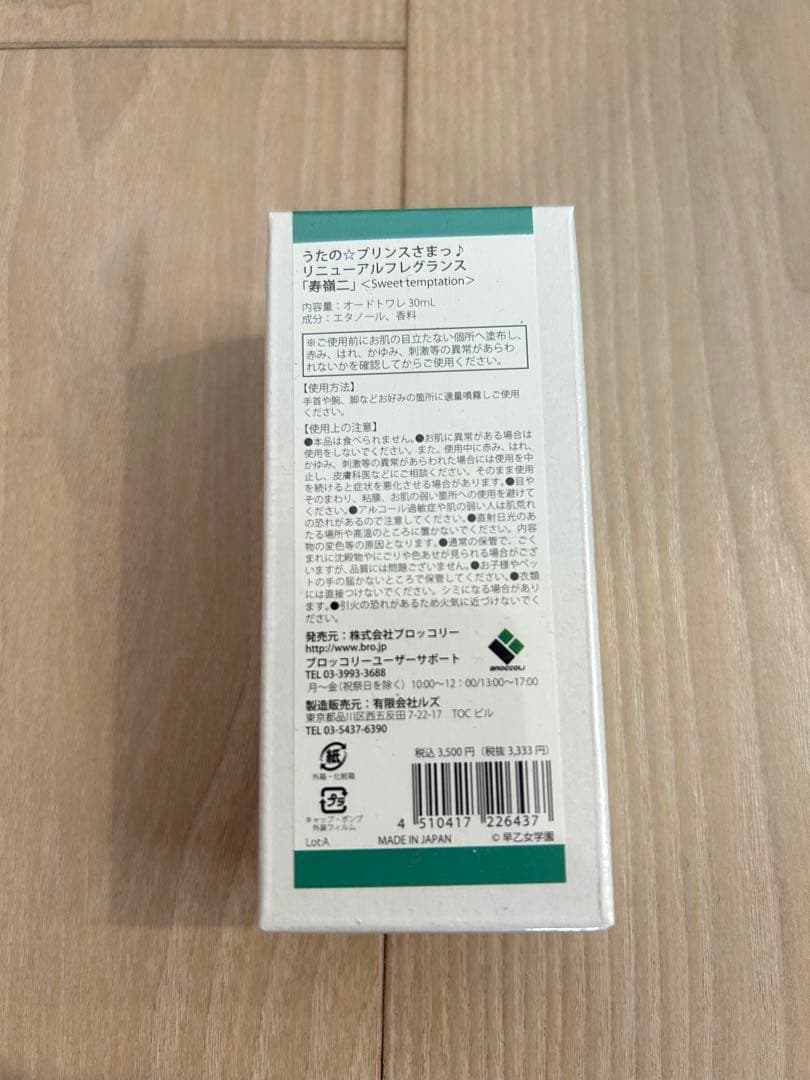 うたの☆プリンスさまっ♪
リニューアルフレグランス
「寿嶺二」<Sweet temptation>
内容量：オードトワレ 30mL
成分：エタノール、香料
※ご使用前にお肌の目立たない個所へ塗布し、
赤み、はれ、かゆみ、刺激等の異常があらわ
れないかを確認してからご使用ください。
【使用方法】
手首や腕、脚などお好みの箇所に適量噴霧しご使用
ください。
【使用上の注意】
●本品は食べられません。●お肌に異常がある場合は
使用をしないでください。また、使用中に赤み、はれ、
かゆみ、刺激等の異常があらわれた場合には使用を中
止し、皮膚科医などにご相談ください。そのまま使用
を続けると症状を悪化させる場合があります。●目や
そのまわり、粘膜、お肌の弱い箇所への使用を避けて
ください。●アルコール過敏症や肌の弱い人は肌荒れ
の恐れがあるので注意してください。●直射日光のあ
たる場所や高温のところに置かないでください。内容
物の変色等の原因となります。●通常の保管で、ごく
まれに沈殿物やにごりや色あせが見られる場合がござ
いますが、品質には問題ございません。●お子様やペッ
トの手の届かないところで保管してください。●衣類
には直接つけないでください。シミになる場合があり
ます。●引火の恐れがあるため火気に近づけないでく
ださい。
発売元：株式会社ブロッコリー
http://www.bro.jp
ブロッコリーユーザーサポート
TEL 03-3993-3688
月～金（祝祭日を除く）10:00～12：00/13:00～17:00
BROCCOLI
製造販売元：有限会社ルズ
東京都品川区西五反田 7-22-17 TOC ビル
TEL 03-5437-6390
紙
外箱・化粧箱
税込 3,500 円（税抜 3,333 円）
プラ
キャップ・ポンプ
外装フィルム
4 510417 226437
Lot:A MADE IN JAPAN © 早乙女学園